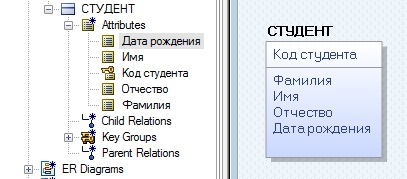 СТУДЕНТ
Attributes
Дата рождения
Имя
Код студента
Отчество
Фамилия
Child Relations
Key Groups
Parent Relations
ER Diagrams
СТУДЕНТ
Код студента
Фамилия
Имя
Отчество
Дата рождения